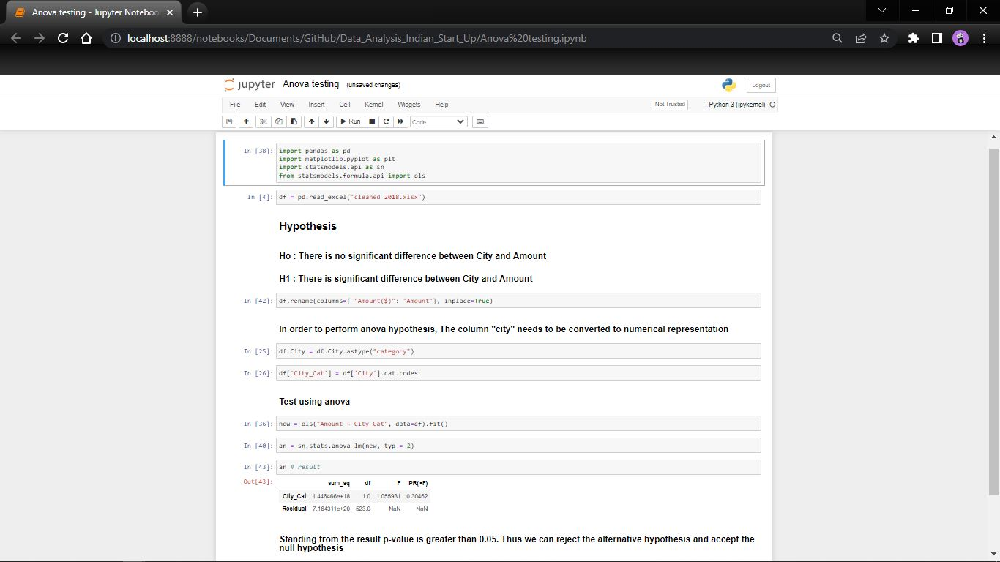 Anova testing - Jupyter Noteboo
localhost:8888/notebooks/Documents/GitHub/Data_Analysis_Indian_Start_Up/Anova%20testing.ipynb
jupyter Anova testing (unsaved changes)
Logout
File Edit View Insert Cell Kernel Widgets Help
Not Trusted
Python 3 (ipykernel)
Run
Code
In [38]: import pandas as pd
import matplotlib.pyplot as plt
import statsmodels.api as sn
from statsmodels.formula.api import ols
In [4]: df = pd.read_excel("cleaned 2018.xlsx")
Hypothesis
Ho : There is no significant difference between City and Amount
H1 : There is significant difference between City and Amount
In [42]: df.rename(columns={ "Amount($)": "Amount"}, inplace=True)
In order to perform anova hypothesis, The column "city" needs to be converted to numerical representation
In [25]: df.City = df.City.astype("category")
In [26]: df['City_Cat'] = df['City'].cat.codes
Test using anova
In [36]: new = ols("Amount ~ City_Cat", data=df).fit()
In [40]: an = sn.stats.anova_lm(new, typ = 2)
In [43]: an # result
Out[43]:
sum_sq df F PR(>F)
City_Cat 1.446466e+18 1.0 1.055931 0.30462
Residual 7.164311e+20 523.0 NaN NaN
Standing from the result p-value is greater than 0.05. Thus we can reject the alternative hypothesis and accept the
null hypothesis